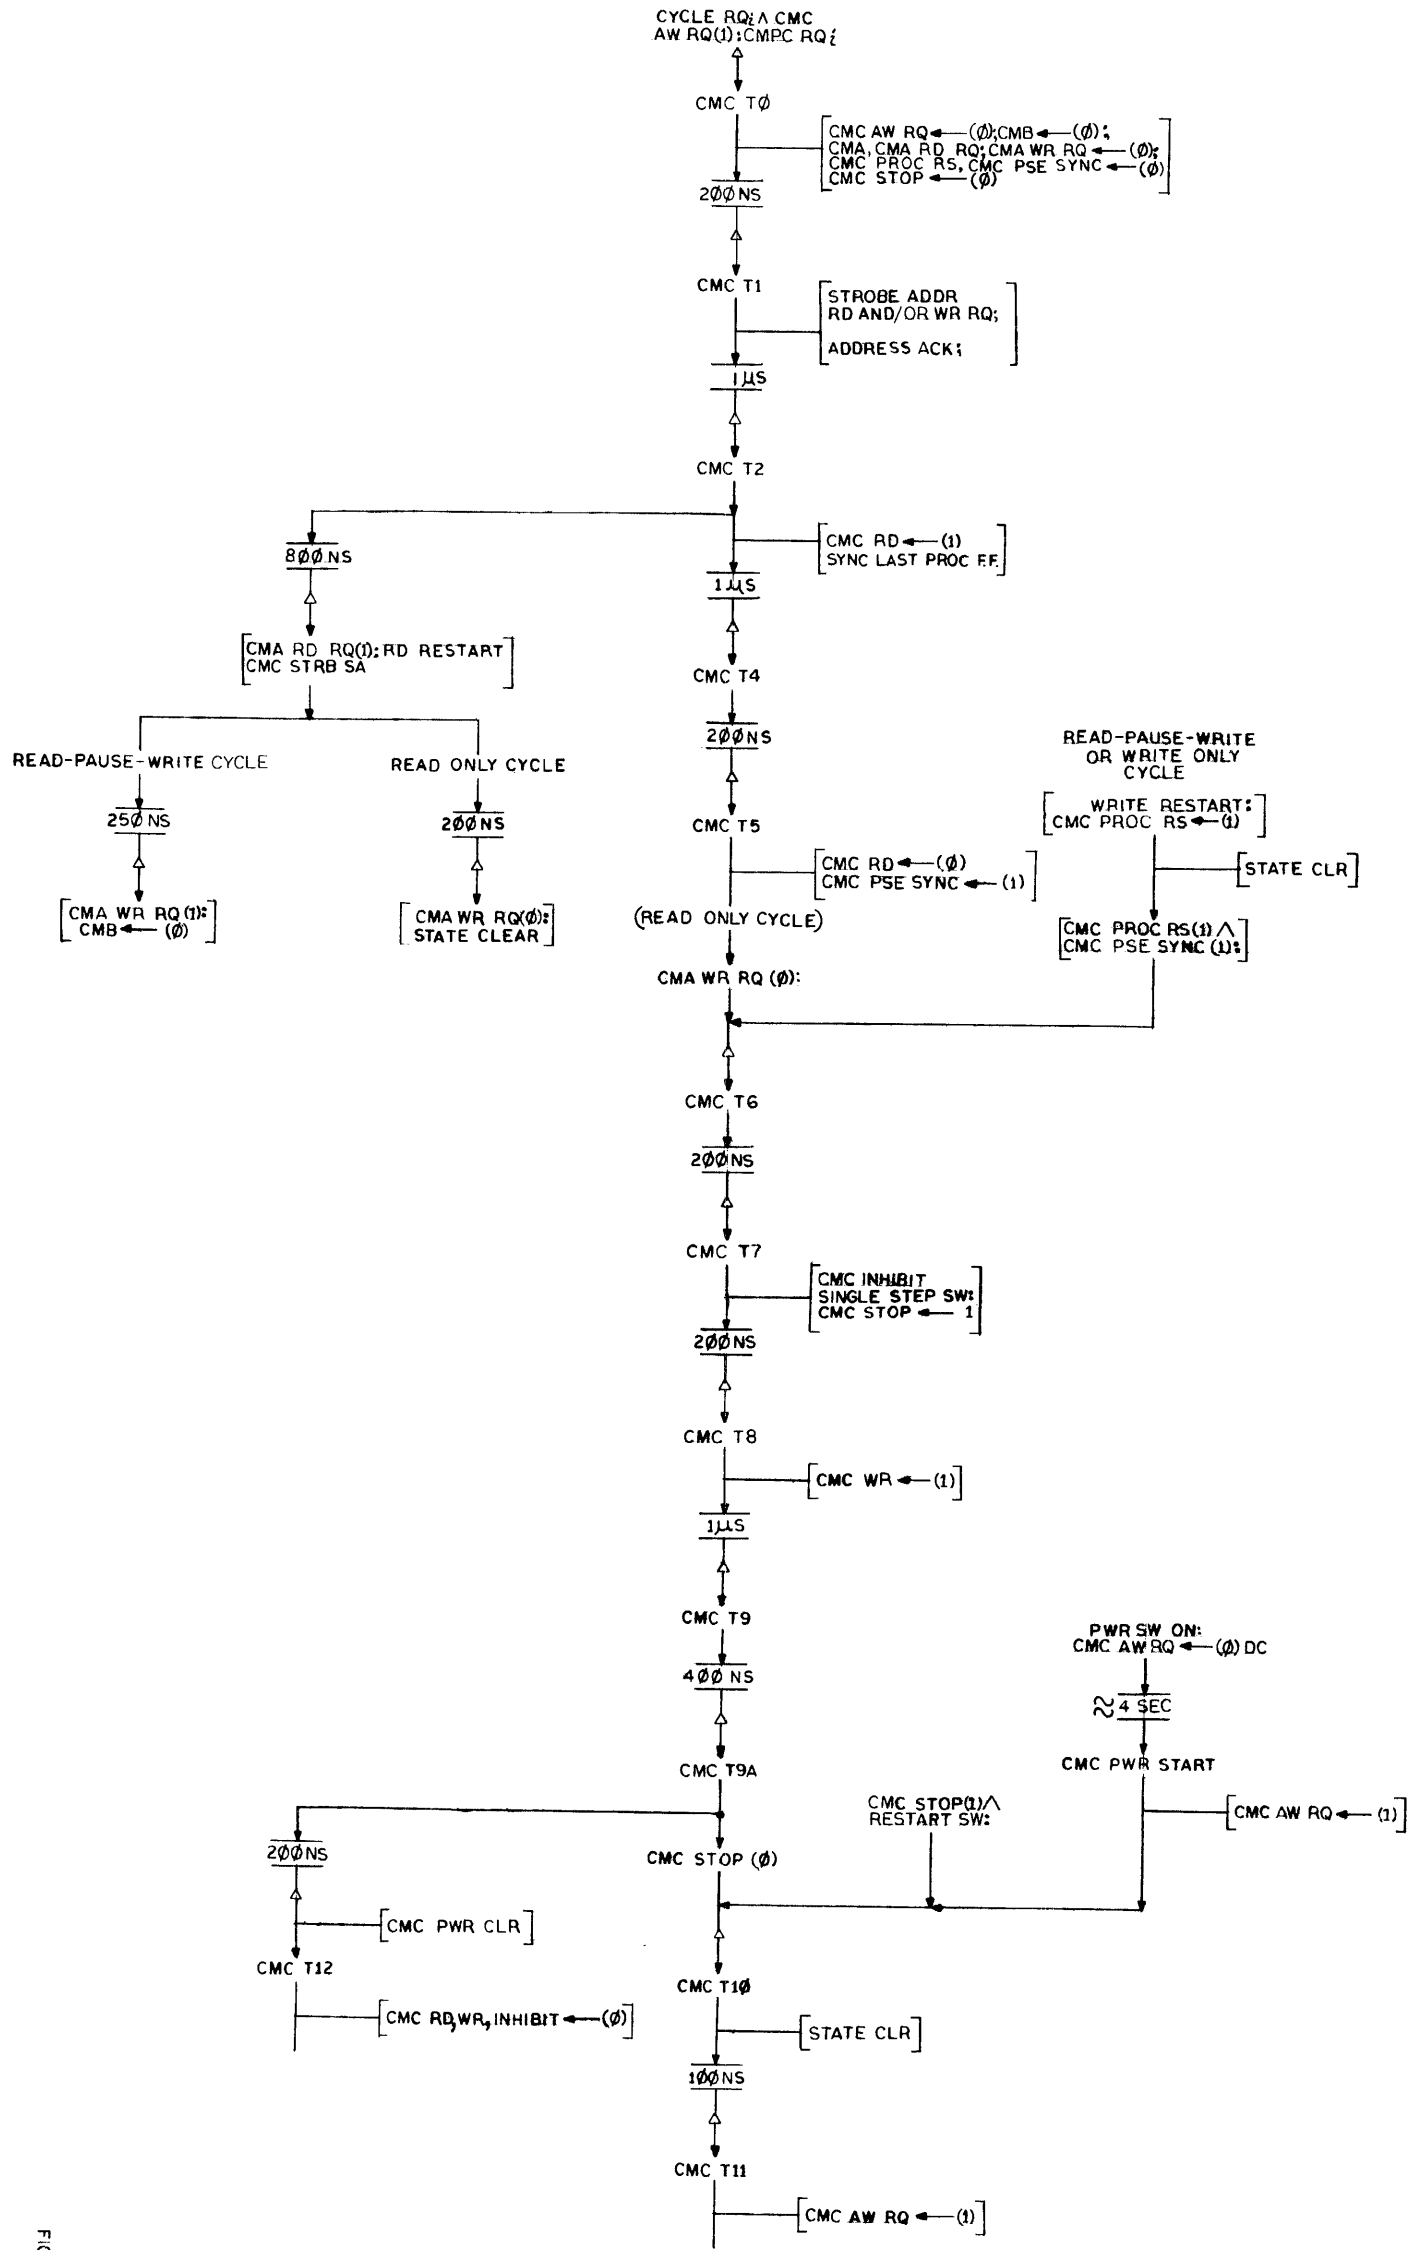 CYCLE RQi ∧ CMC
AW RQ(1):CMPC RQi
CMC TØ
CMC AW RQ ← (Ø);CMB ← (Ø);
CMA, CMA RD RQ; CMA WR RQ ← (Ø);
CMC PROC RS, CMC PSE SYNC ← (Ø)
CMC STOP ← (Ø)
2ØØ NS
CMC T1
STROBE ADDR
RD AND/OR WR RQ;
ADDRESS ACK;
1 µS
CMC T2
CMC RD ← (1)
SYNC LAST PROC F.F.
8ØØ NS
1 µS
CMA RD RQ(1): RD RESTART
CMC STRB SA
CMC T4
2ØØ NS
READ-PAUSE-WRITE CYCLE
READ ONLY CYCLE
READ-PAUSE-WRITE
OR WRITE ONLY
CYCLE
25Ø NS
2ØØ NS
CMC T5
WRITE RESTART:
CMC PROC RS ← (1)
CMC RD ← (Ø)
CMC PSE SYNC ← (1)
STATE CLR
CMA WR RQ (1):
CMB ← (Ø)
CMA WR RQ(Ø):
STATE CLEAR
(READ ONLY CYCLE)
CMC PROC RS(1) ∧
CMC PSE SYNC (1):
CMA WR RQ (Ø):
CMC T6
2ØØ NS
CMC T7
CMC INHIBIT
SINGLE STEP SW:
CMC STOP ← 1
2ØØ NS
CMC T8
CMC WR ← (1)
1 µS
CMC T9
PWR SW ON:
CMC AW RQ ← (Ø) DC
4ØØ NS
≈ 4 SEC
CMC T9A
CMC PWR START
CMC STOP(1) ∧
RESTART SW:
CMC AW RQ ← (1)
2ØØ NS
CMC STOP (Ø)
CMC PWR CLR
CMC T12
CMC T1Ø
CMC RD, WR, INHIBIT ← (Ø)
STATE CLR
1ØØ NS
CMC T11
CMC AW RQ ← (1)